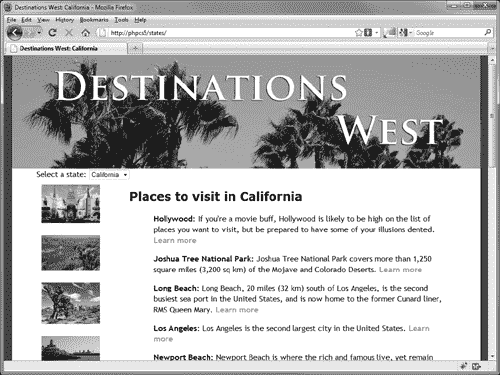 Destinations West: California - Mozilla Firefox
File Edit View History Bookmarks Tools Help
http://phpcs5/states/
Google
Destinations West: California
DESTINATIONS
WEST
Select a state: California
Places to visit in California
Hollywood: If you're a movie buff, Hollywood is likely to be high on the list of
places you want to visit, but be prepared to have some of your illusions dented.
Learn more
Joshua Tree National Park: Joshua Tree National Park covers more than 1,250
square miles (3,200 sq km) of the Mojave and Colorado Deserts. Learn more
Long Beach: Long Beach, 20 miles (32 km) south of Los Angeles, is the second
busiest sea port in the United States, and is now home to the former Cunard liner,
RMS Queen Mary. Learn more
Los Angeles: Los Angeles is the second largest city in the United States. Learn
more
Newport Beach: Newport Beach is where the rich and famous live, yet remain